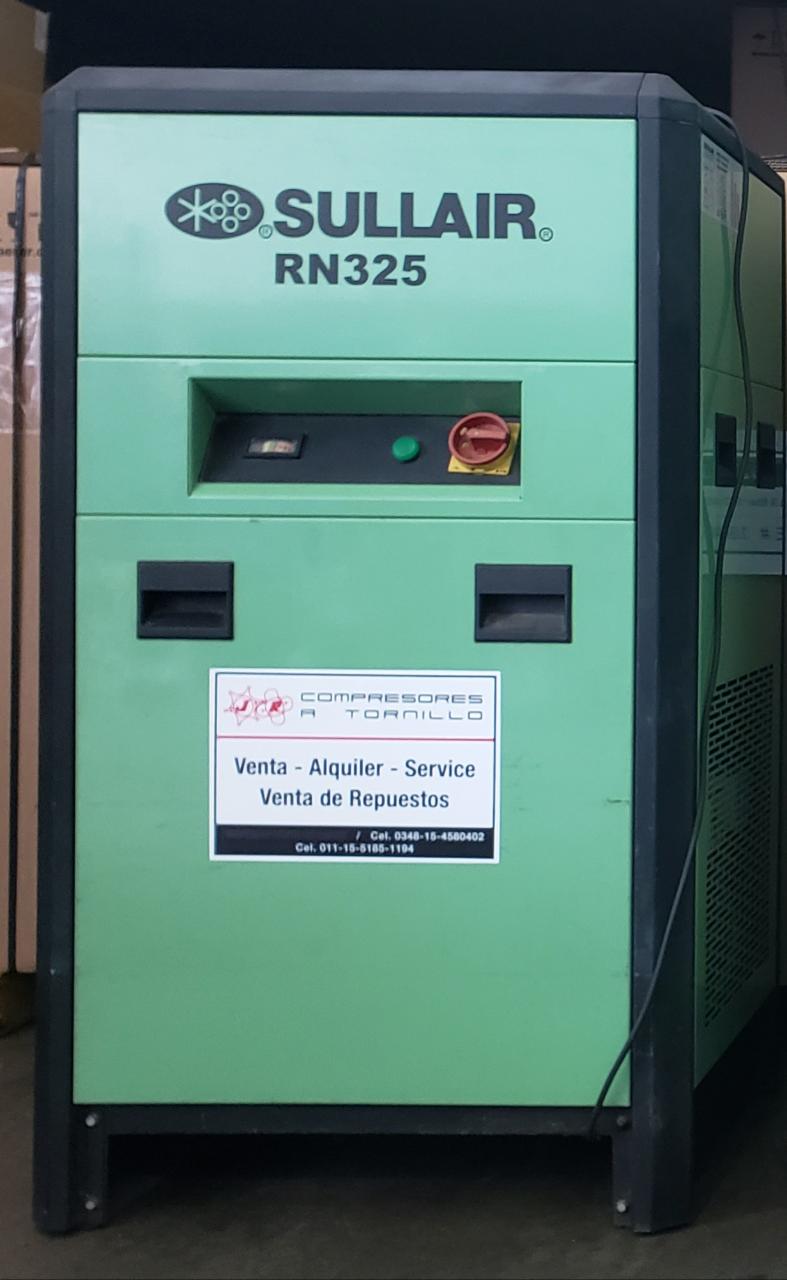 SULLAIR®
RN325
JYR COMPRESORES
A TORNILLO
Venta - Alquiler - Service
Venta de Repuestos
/ Cel. 0348-15-4580402
Cel. 011-15-5185-1194